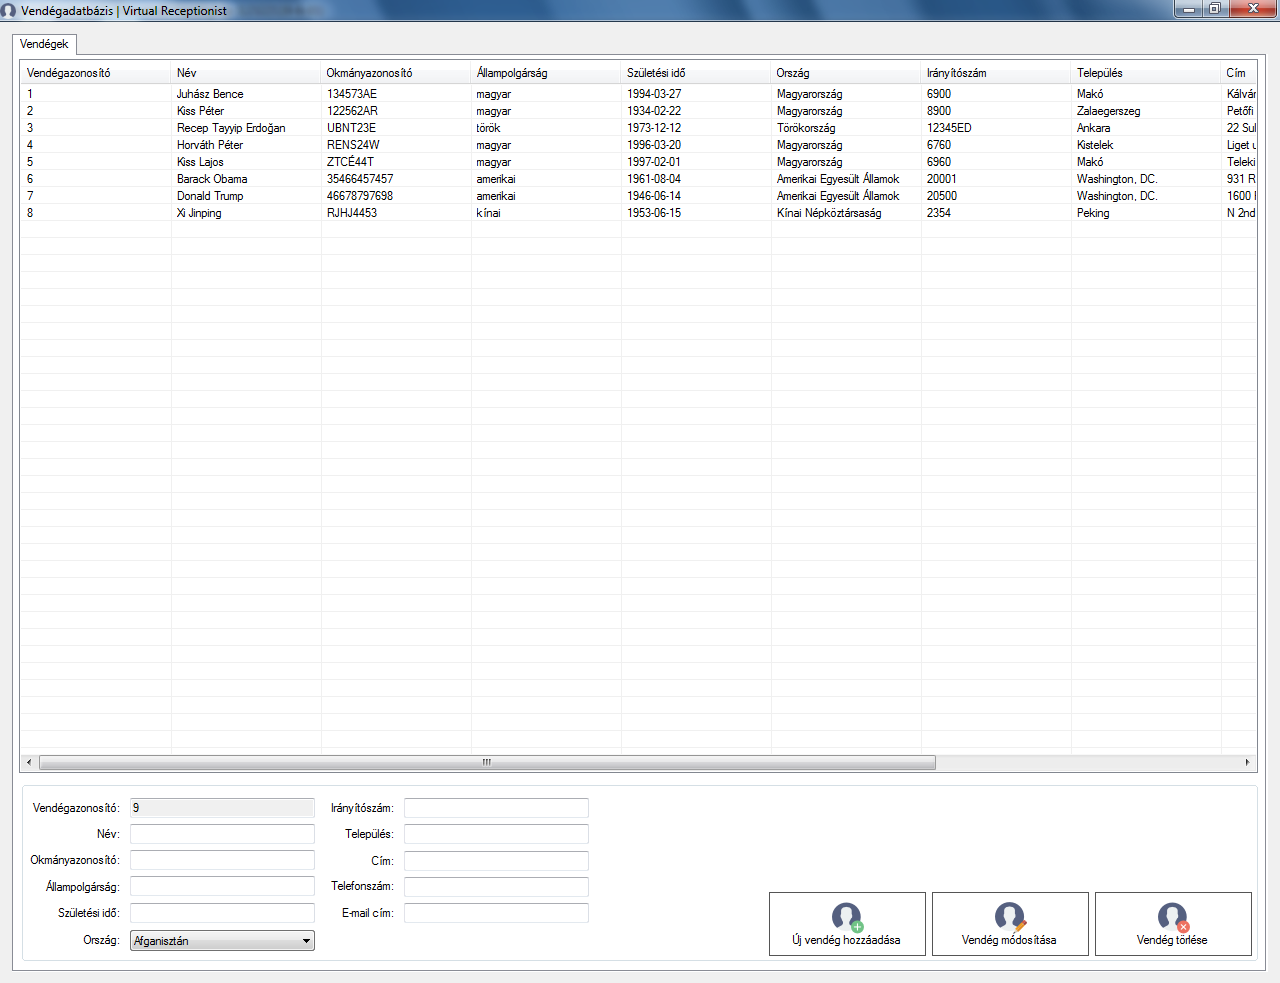 Vendégadatbázis | Virtual Receptionist
Vendégek
Vendégazonosító Név Okmányazonosító Állampolgárság Születési idő Ország Irányítószám Település Cím
1 Juhász Bence 134573AE magyar 1994-03-27 Magyarország 6900 Makó Kálvár
2 Kiss Péter 122562AR magyar 1934-02-22 Magyarország 8900 Zalaegerszeg Petőfi
3 Recep Tayyip Erdoğan UBNT23E török 1973-12-12 Törökország 12345ED Ankara 22 Sul
4 Horváth Péter RENS24W magyar 1996-03-20 Magyarország 6760 Kistelek Liget u
5 Kiss Lajos ZTCÉ44T magyar 1997-02-01 Magyarország 6960 Makó Teleki
6 Barack Obama 35466457457 amerikai 1961-08-04 Amerikai Egyesült Államok 20001 Washington, DC. 931 R
7 Donald Trump 46678797698 amerikai 1946-06-14 Amerikai Egyesült Államok 20500 Washington, DC. 1600
8 Xi Jinping RJHJ4453 kínai 1953-06-15 Kínai Népköztársaság 2354 Peking N 2nd
Vendégazonosító: 9 Irányítószám:
Név: Település:
Okmányazonosító: Cím:
Állampolgárság: Telefonszám:
Születési idő: E-mail cím:
Ország: Afganisztán
Új vendég hozzáadása Vendég módosítása Vendég törlése